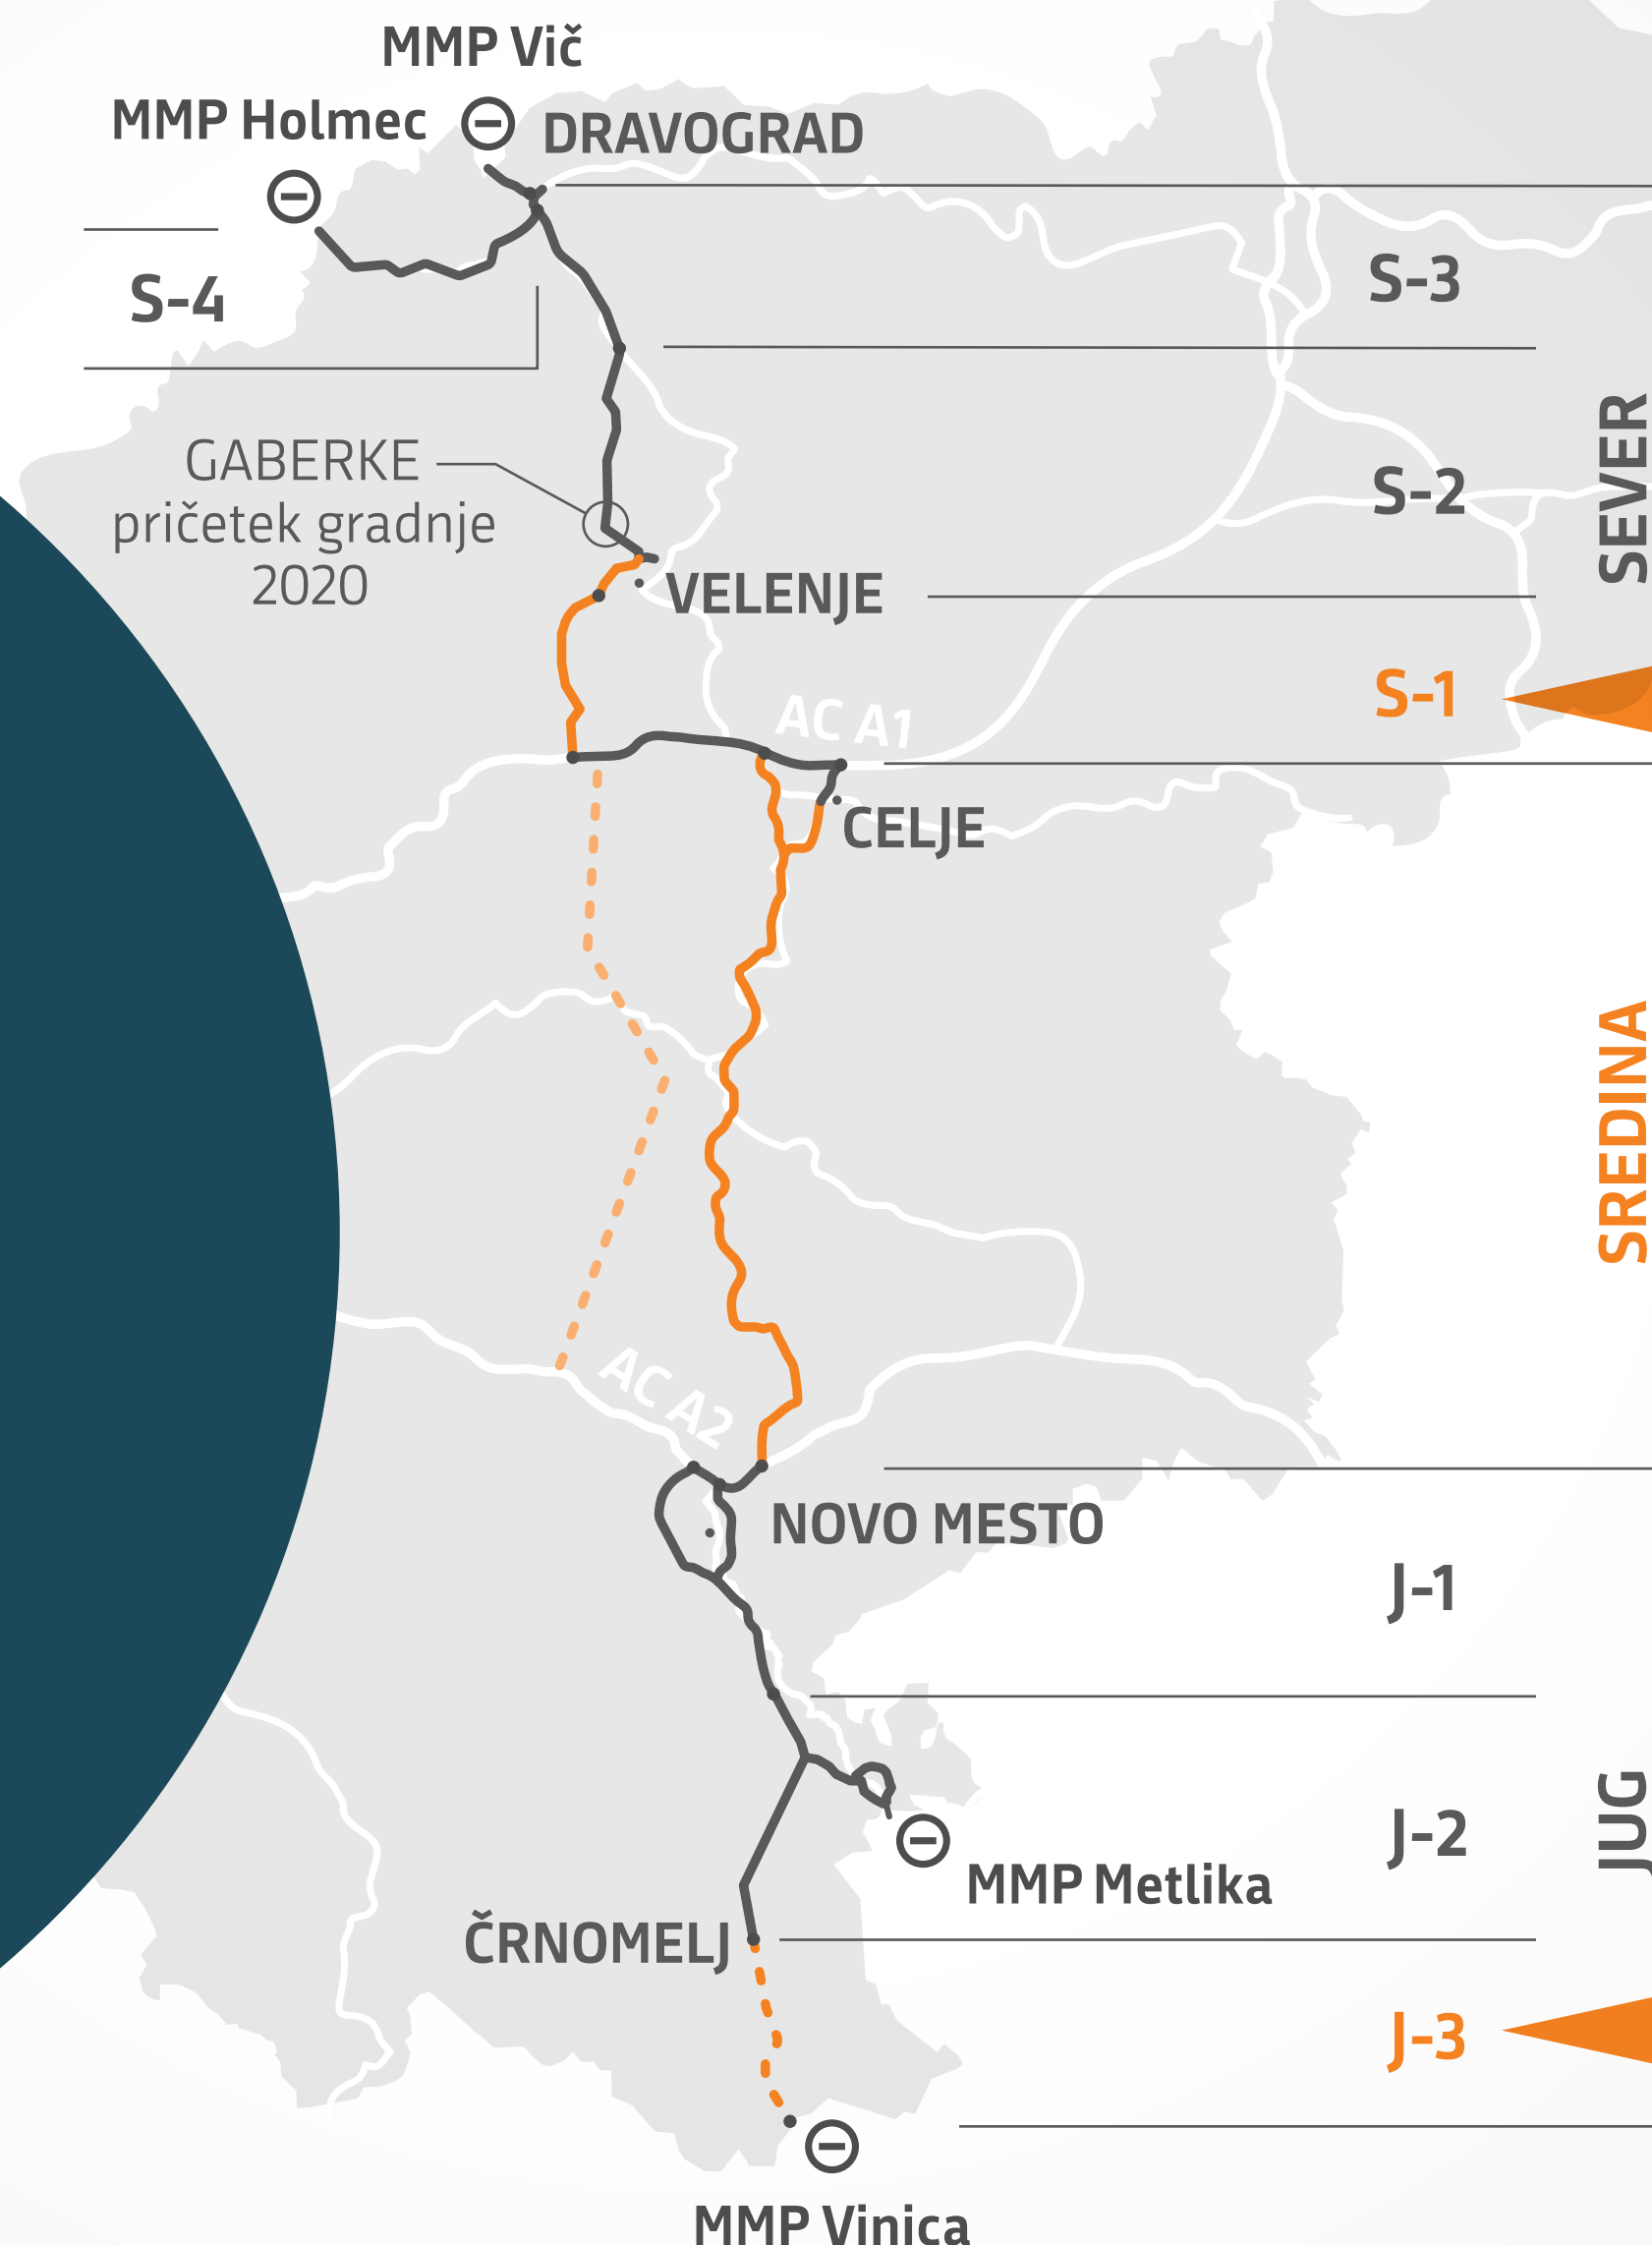 MMP Vič
MMP Holmec
DRAVOGRAD
S-4
S-3
GABERKE
pričetek gradnje
2020
S-2
SEVER
VELENJE
S-1
AC A1
CELJE
SREDINA
AC A2
NOVO MESTO
J-1
J-2
JUG
MMP Metlika
ČRNOMELJ
J-3
MMP Vinica